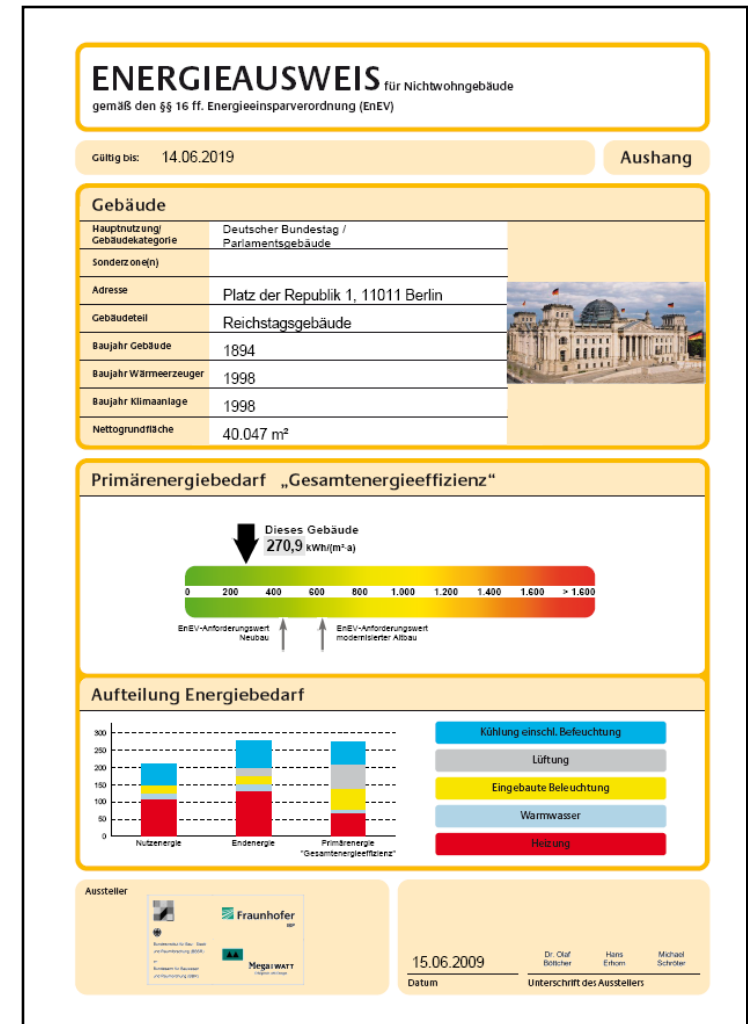 ENERGIEAUSWEIS für Nichtwohngebäude
gemäß den §§ 16 ff. Energieeinsparverordnung (EnEV)
Gültig bis: 14.06.2019
Aushang
Gebäude
Hauptnutzung/
Gebäudekategorie
Deutscher Bundestag /
Parlamentsgebäude
Sonderzone(n)
Adresse
Platz der Republik 1, 11011 Berlin
Gebäudeteil
Reichstagsgebäude
Baujahr Gebäude
1894
Baujahr Wärmeerzeuger
1998
Baujahr Klimaanlage
1998
Nettogrundfläche
40.047 m²
Primärenergiebedarf „Gesamtenergieeffizienz“
Dieses Gebäude
270,9 kWh/(m²·a)
0 200 400 600 800 1.000 1.200 1.400 1.600 > 1.600
EnEV-Anforderungswert
Neubau
EnEV-Anforderungswert
modernisierter Altbau
Aufteilung Energiebedarf
300
250
200
150
100
50
0
Nutzenergie
Endenergie
Primärenergie
"Gesamtenergieeffizienz"
Kühlung einschl. Befeuchtung
Lüftung
Eingebaute Beleuchtung
Warmwasser
Heizung
Aussteller
Fraunhofer
IBP
MegaWATT
15.06.2009
Datum
Dr. Olaf
Böttcher
Hans
Erhorn
Michael
Schröter
Unterschrift des Ausstellers